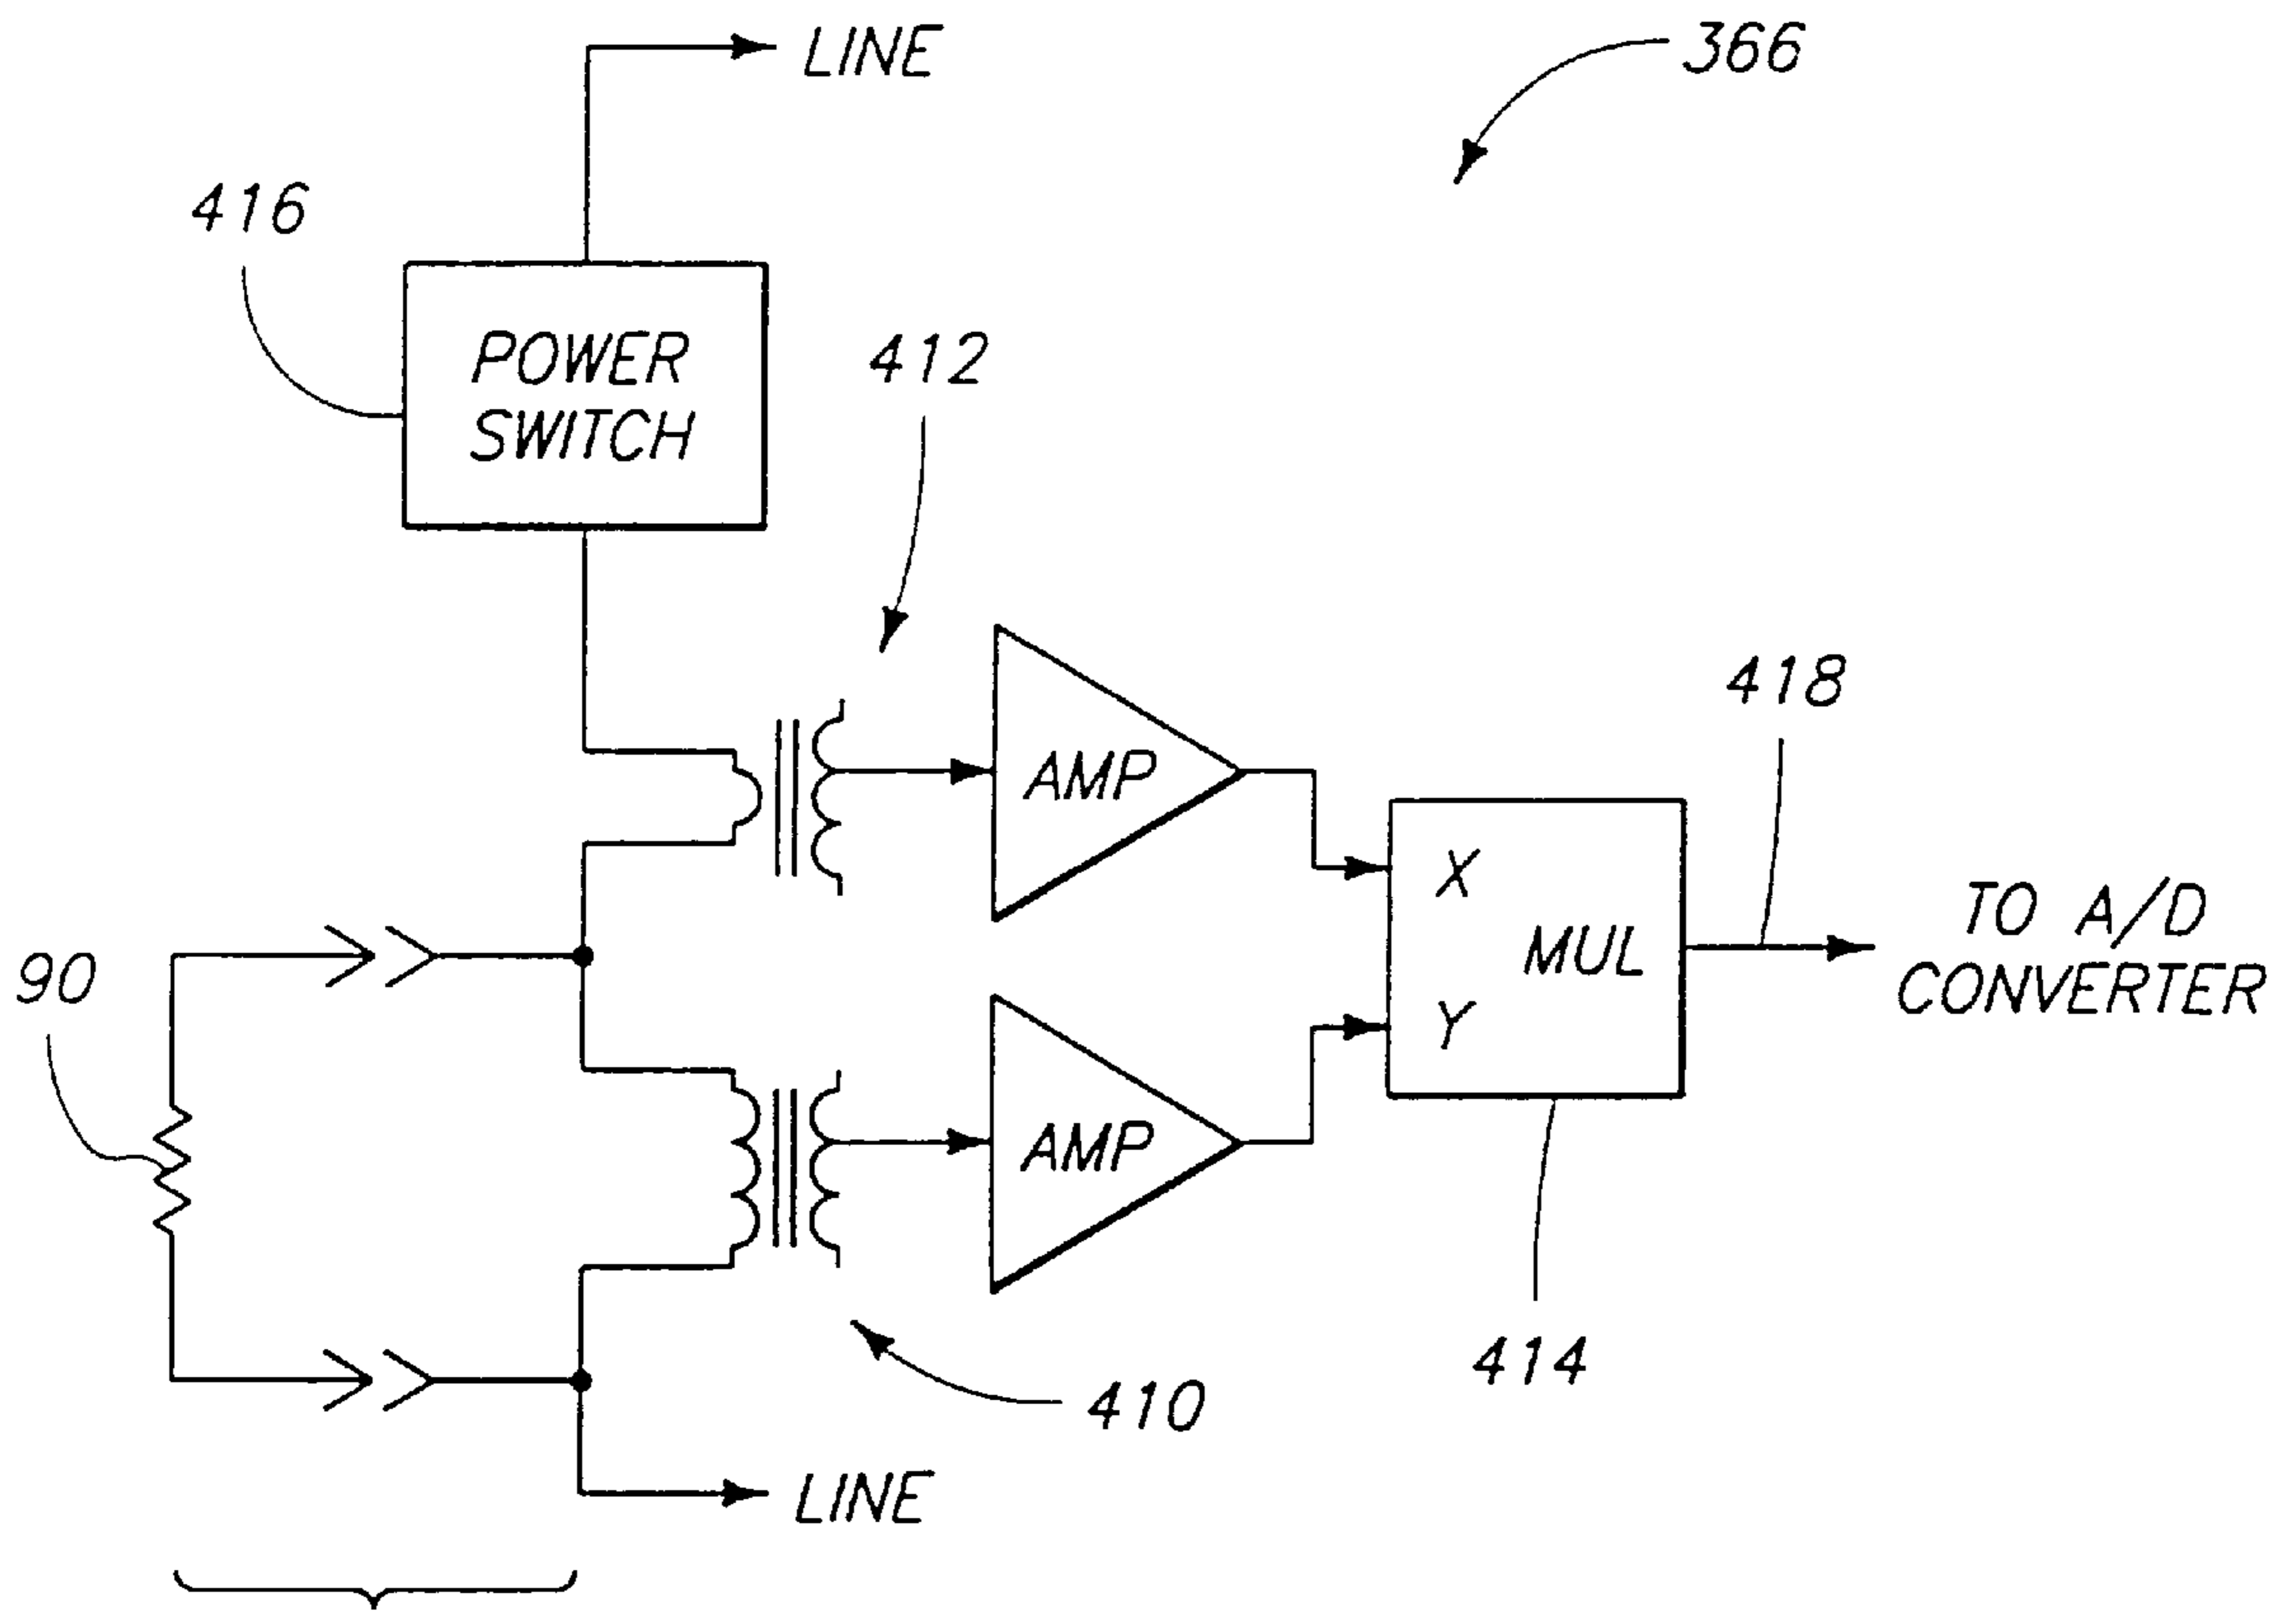 LINE
366
416
POWER
SWITCH
412
418
AMP
X
MUL
Y
TO A/D
CONVERTER
90
AMP
414
410
LINE